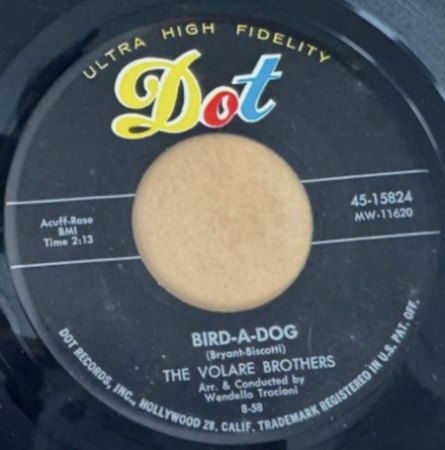 ULTRA HIGH FIDELITY
Dot
Acuff-Rose
BMI
Time 2:13
45-15824
MW-11620
BIRD-A-DOG
(Bryant-Biscotti)
THE VOLARE BROTHERS
Arr. & Conducted by
Wendello Tracioni
8-58
DOT RECORDS, INC., HOLLYWOOD 28, CALIF. TRADEMARK REGISTERED IN U.S. PAT. OFF.